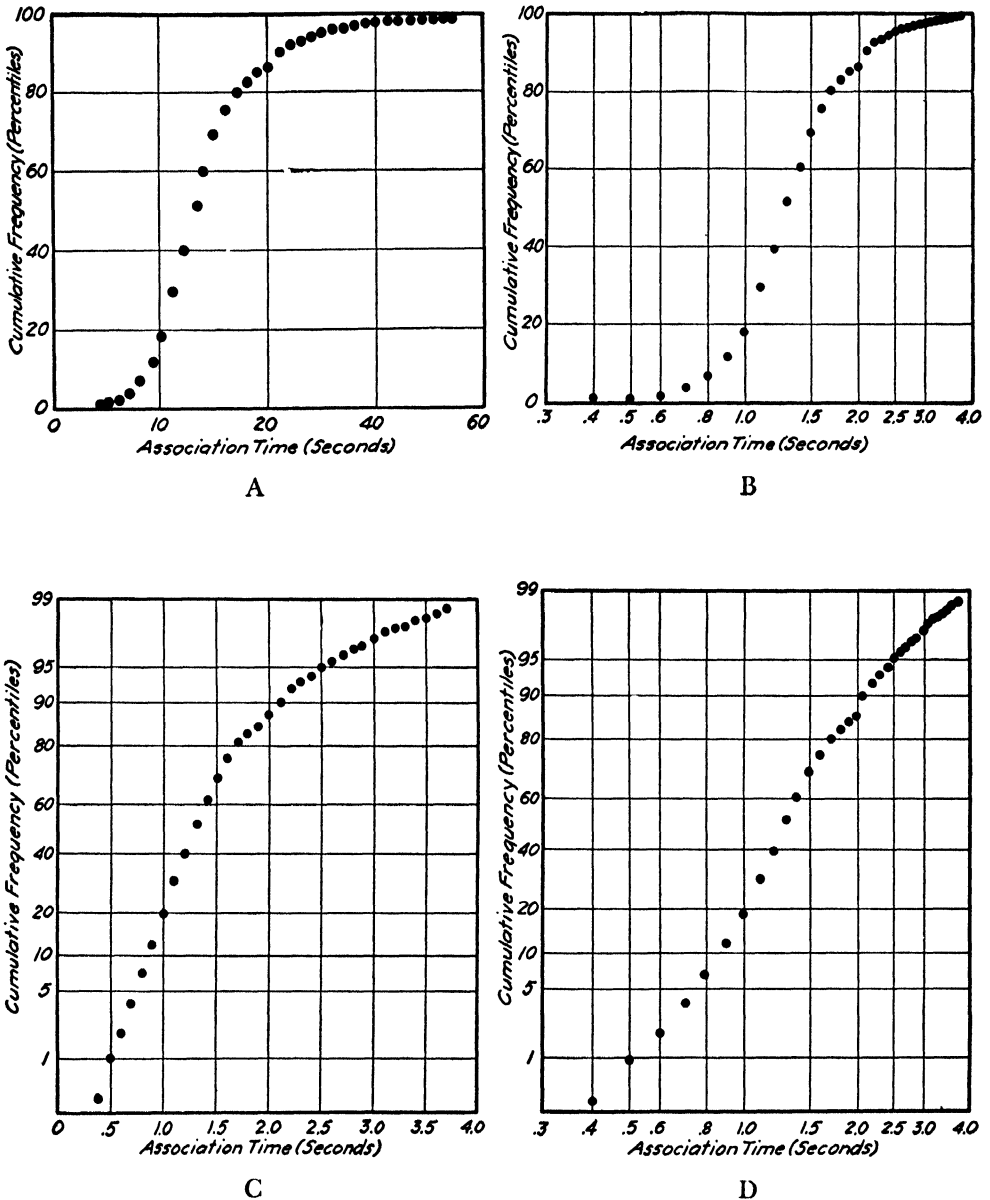 100
80
60
40
20
0
Cumulative Frequency (Percentiles)
0 10 20 40 60
Association Time (Seconds)
A
100
80
60
40
20
0
Cumulative Frequency (Percentiles)
.3 .4 .5 .6 .8 1.0 1.5 2.0 2.5 3.0 4.0
Association Time (Seconds)
B
99
95
90
80
60
40
20
10
5
1
Cumulative Frequency (Percentiles)
0 .5 1.0 1.5 2.0 2.5 3.0 3.5 4.0
Association Time (Seconds)
C
99
95
90
80
60
40
20
10
5
1
Cumulative Frequency (Percentiles)
.3 .4 .5 .6 .8 1.0 1.5 2.0 2.5 3.0 4.0
Association Time (Seconds)
D